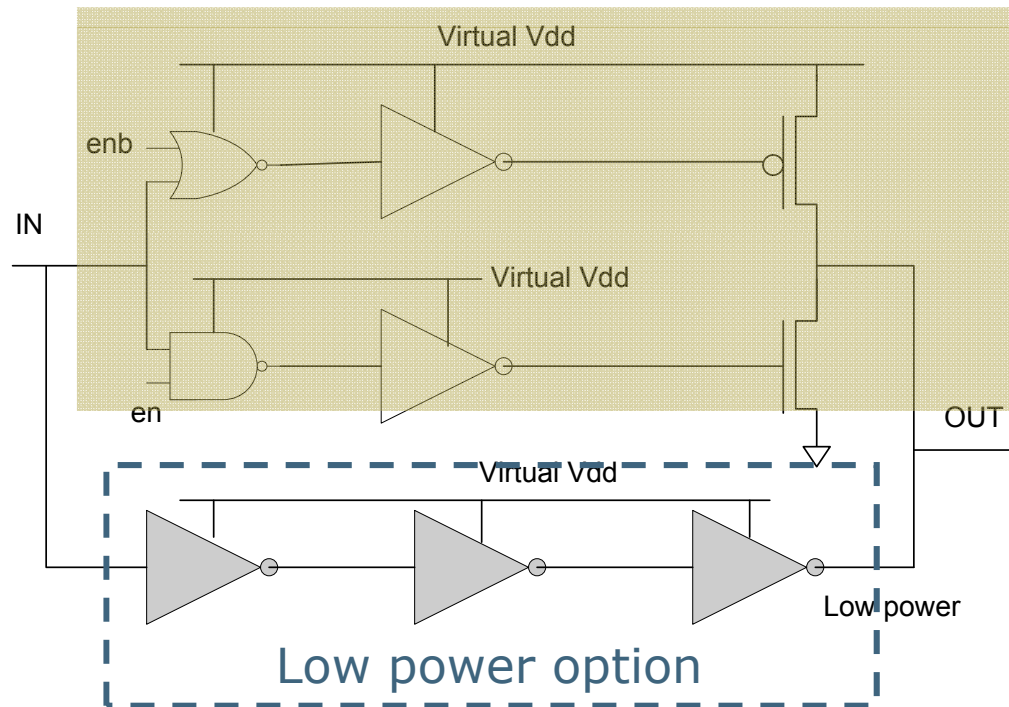 Virtual Vdd
enb
IN
Virtual Vdd
en
OUT
Virtual Vdd
Low power
Low power option